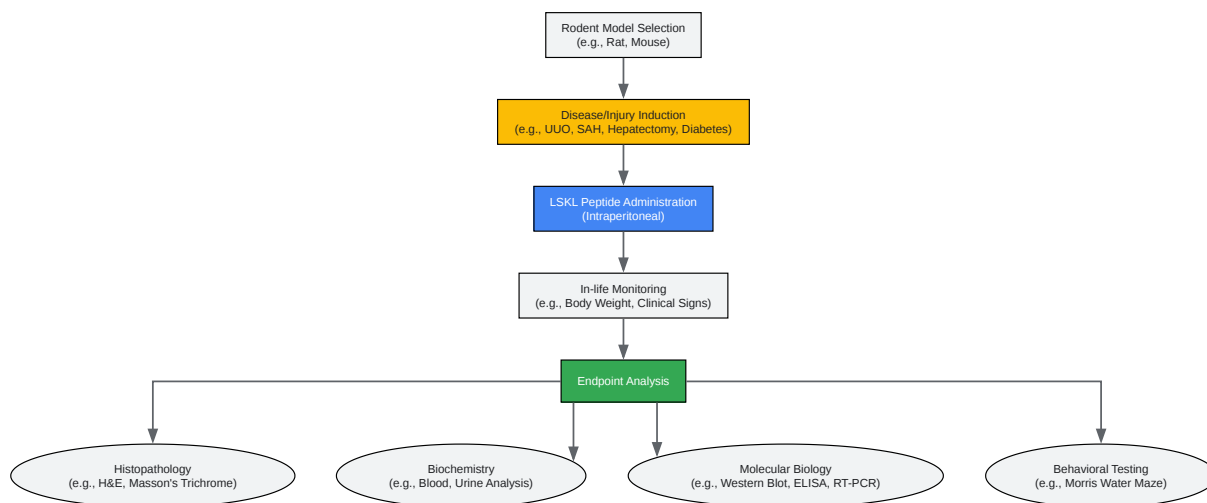 Rodent Model Selection
(e.g., Rat, Mouse)
Disease/Injury Induction
(e.g., UUO, SAH, Hepatectomy, Diabetes)
LSKL Peptide Administration
(Intraperitoneal)
In-life Monitoring
(e.g., Body Weight, Clinical Signs)
Endpoint Analysis
Histopathology
(e.g., H&E, Masson's Trichrome)
Biochemistry
(e.g., Blood, Urine Analysis)
Molecular Biology
(e.g., Western Blot, ELISA, RT-PCR)
Behavioral Testing
(e.g., Morris Water Maze)